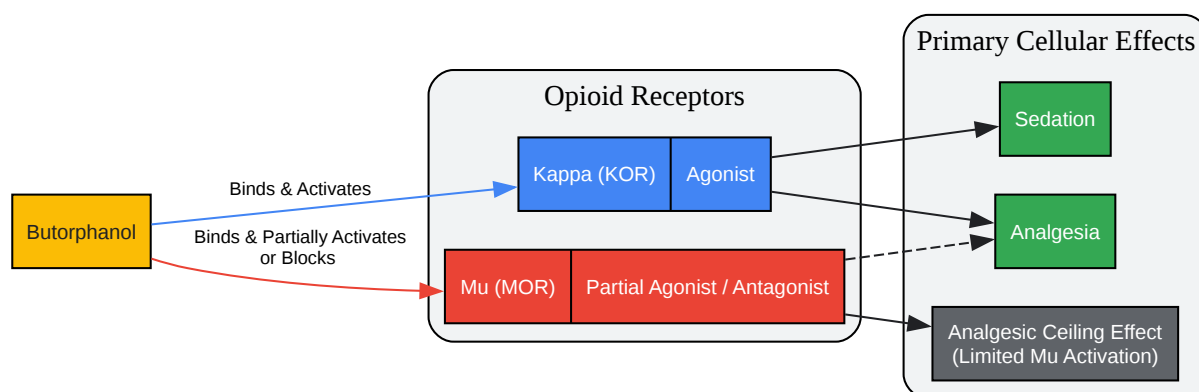 Primary Cellular Effects
Opioid Receptors
Sedation
Kappa (KOR)
Agonist
Binds & Activates
Butorphanol
Analgesia
Binds & Partially Activates
or Blocks
Mu (MOR)
Partial Agonist / Antagonist
Analgesic Ceiling Effect
(Limited Mu Activation)